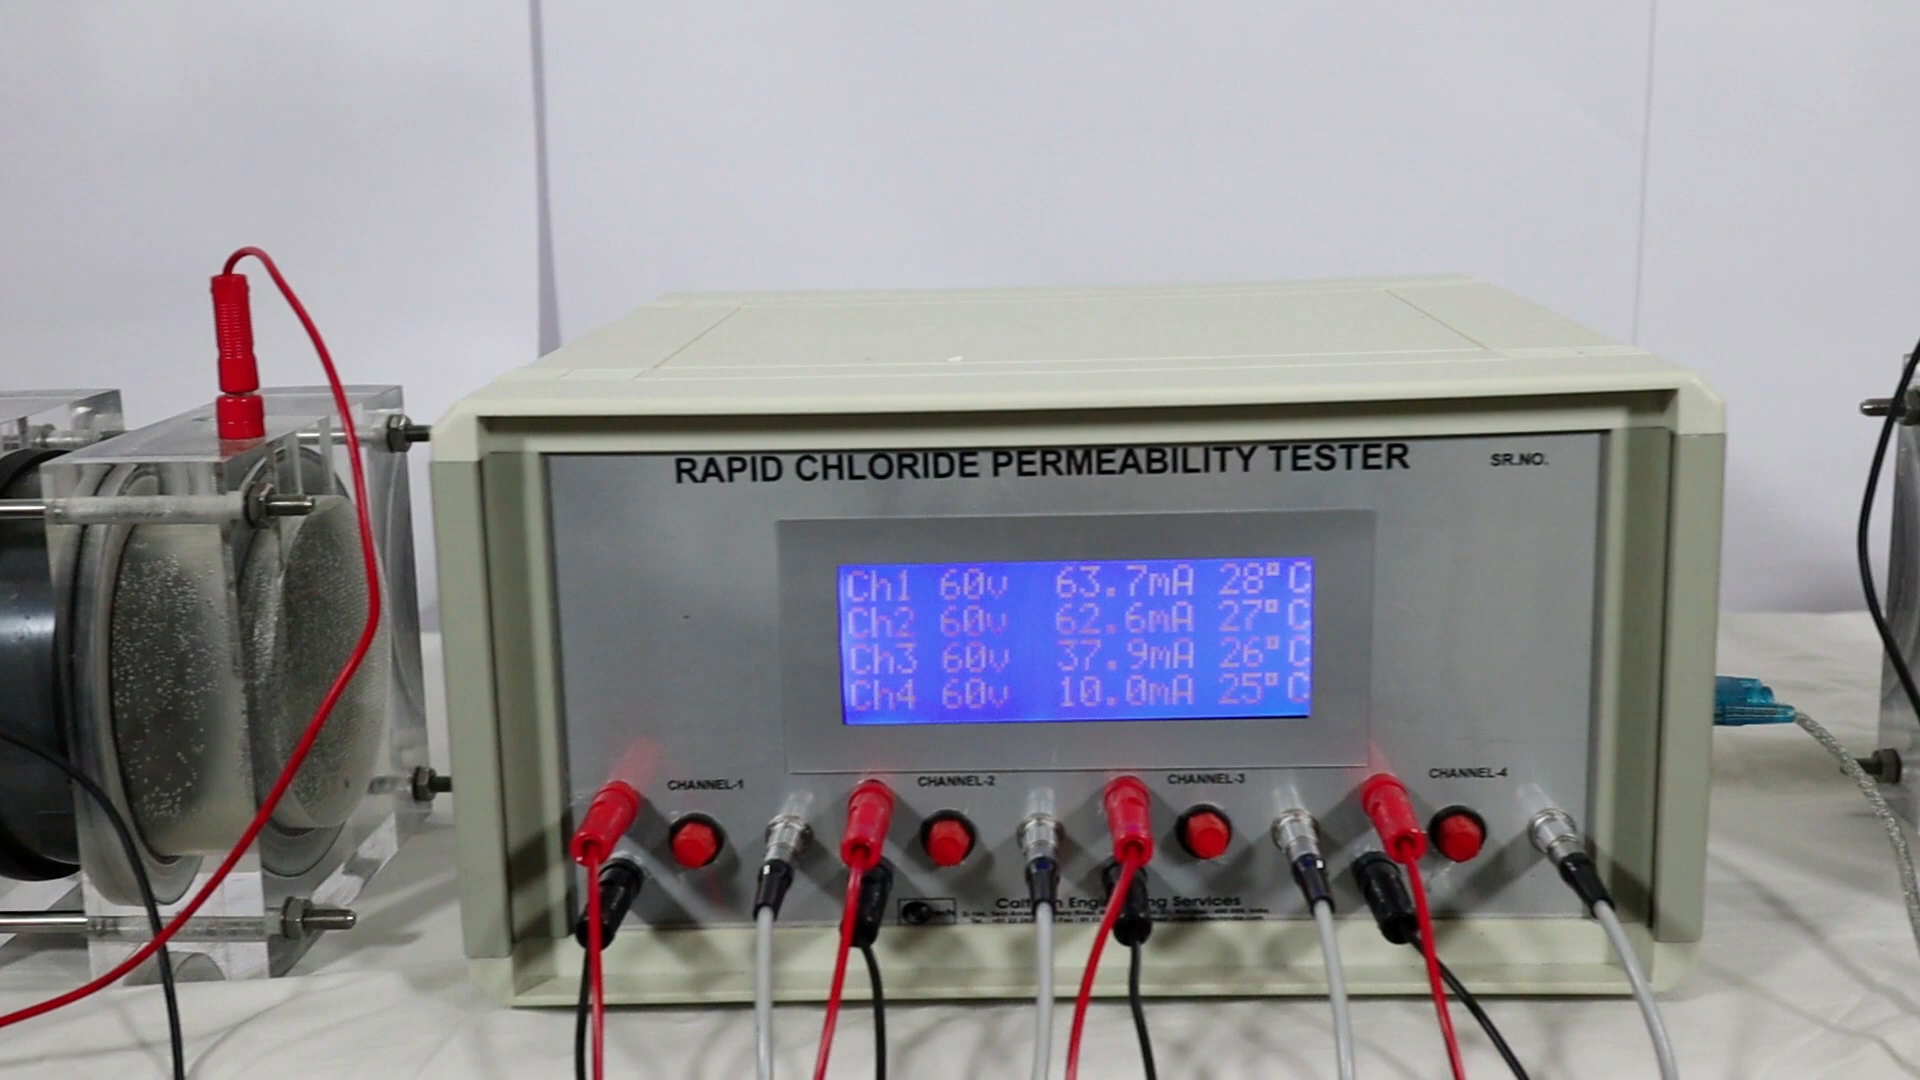 RAPID CHLORIDE PERMEABILITY TESTER
SR.NO.
Ch1 60v 63.7mA 28°C
Ch2 60v 62.6mA 27°C
Ch3 60v 37.9mA 26°C
Ch4 60v 10.0mA 25°C
CHANNEL-1
CHANNEL-2
CHANNEL-3
CHANNEL-4
Services